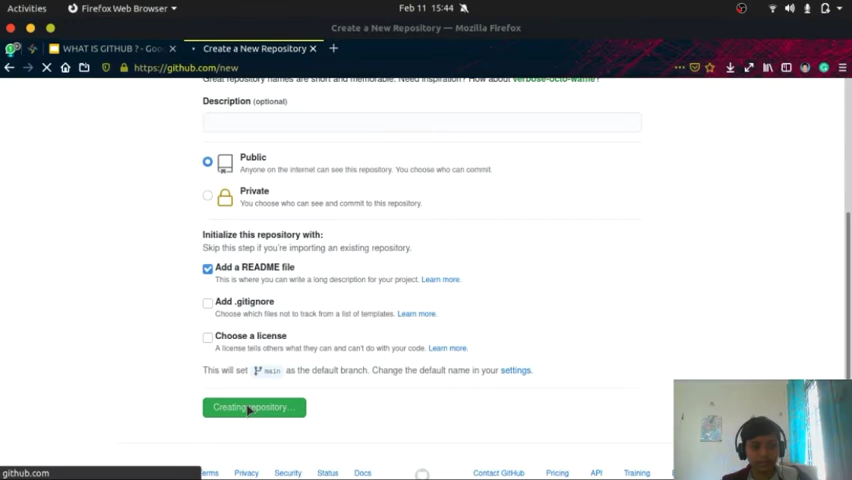 Activities
Firefox Web Browser
Feb 11 15:44
Create a New Repository — Mozilla Firefox
WHAT IS GITHUB ? - Goo
Create a New Repository
https://github.com/new
Great repository names are short and memorable. Need inspiration? How about verbose-octo-waffle?
Description (optional)
Public
Anyone on the internet can see this repository. You choose who can commit.
Private
You choose who can see and commit to this repository.
Initialize this repository with:
Skip this step if you're importing an existing repository.
Add a README file
This is where you can write a long description for your project. Learn more.
Add .gitignore
Choose which files not to track from a list of templates. Learn more.
Choose a license
A license tells others what they can and can't do with your code. Learn more.
This will set main as the default branch. Change the default name in your settings.
Creating repository...
github.com
Terms Privacy Security Status Docs Contact GitHub Pricing API Training